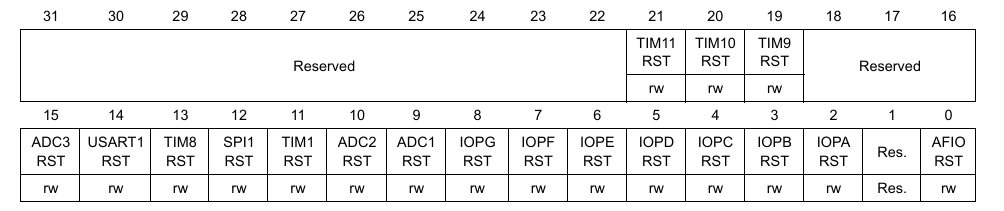 31 30 29 28 27 26 25 24 23 22 21 20 19 18 17 16
Reserved
TIM11 RST
TIM10 RST
TIM9 RST
Reserved
rw rw rw
15 14 13 12 11 10 9 8 7 6 5 4 3 2 1 0
ADC3 USART1 TIM8 SPI1 TIM1 ADC2 ADC1 IOPG IOPF IOPE IOPD IOPC IOPB IOPA Res. AFIO
RST RST RST RST RST RST RST RST RST RST RST RST RST RST RST
rw rw rw rw rw rw rw rw rw rw rw rw rw rw Res. rw